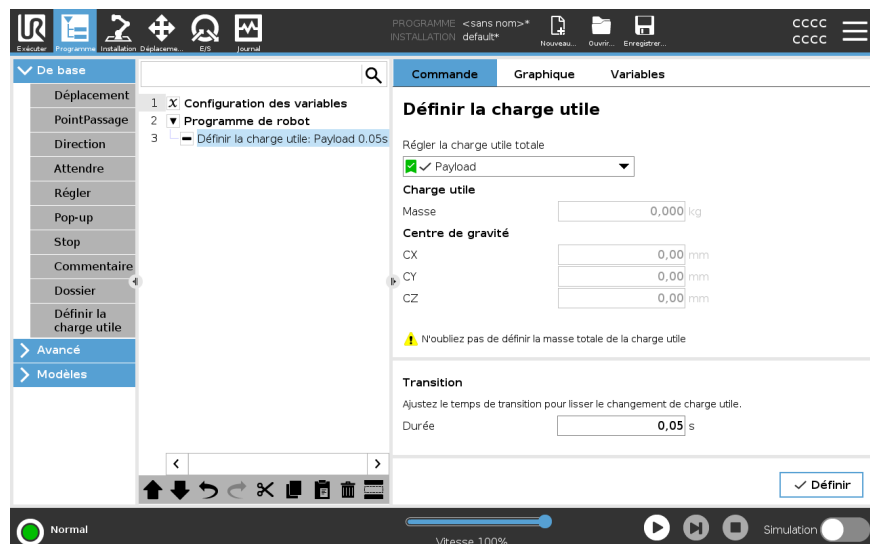 PROGRAMME <sans nom>*
INSTALLATION default*
Exécuter Programme Installation Déplaceme... E/S Journal
Nouveau... Ouvrir... Enregistrer...
CCCC
CCCC
De base
Déplacement
PointPassage
Direction
Attendre
Régler
Pop-up
Stop
Commentaire
Dossier
Définir la
charge utile
Avancé
Modèles
1 X Configuration des variables
2 Programme de robot
3 Définir la charge utile: Payload 0.05s
Commande Graphique Variables
Définir la charge utile
Régler la charge utile totale
Payload
Charge utile
Masse 0,000 kg
Centre de gravité
CX 0,00 mm
CY 0,00 mm
CZ 0,00 mm
N'oubliez pas de définir la masse totale de la charge utile
Transition
Ajustez le temps de transition pour lisser le changement de charge utile.
Durée 0,05 s
Définir
Normal
Vitesse 100%
Simulation